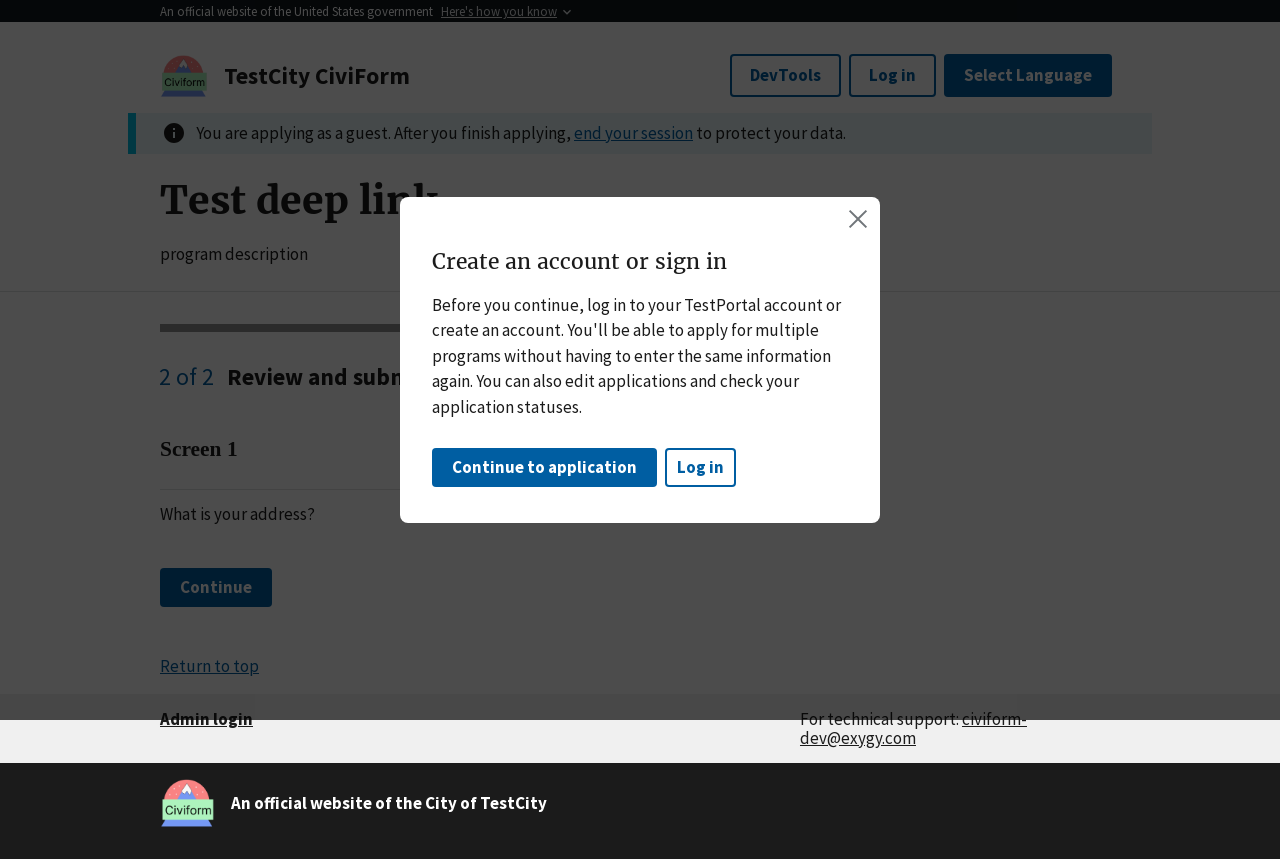 An official website of the United States government Here's how you know
Civiform
TestCity CiviForm
DevTools
Log in
Select Language
You are applying as a guest. After you finish applying, end your session to protect your data.
Test deep link
program description
2 of 2 Review and subm
Screen 1
What is your address?
Continue
Return to top
Create an account or sign in
Before you continue, log in to your TestPortal account or
create an account. You'll be able to apply for multiple
programs without having to enter the same information
again. You can also edit applications and check your
application statuses.
Continue to application
Log in
Admin login
For technical support: civiform-
dev@exygy.com
Civiform
An official website of the City of TestCity